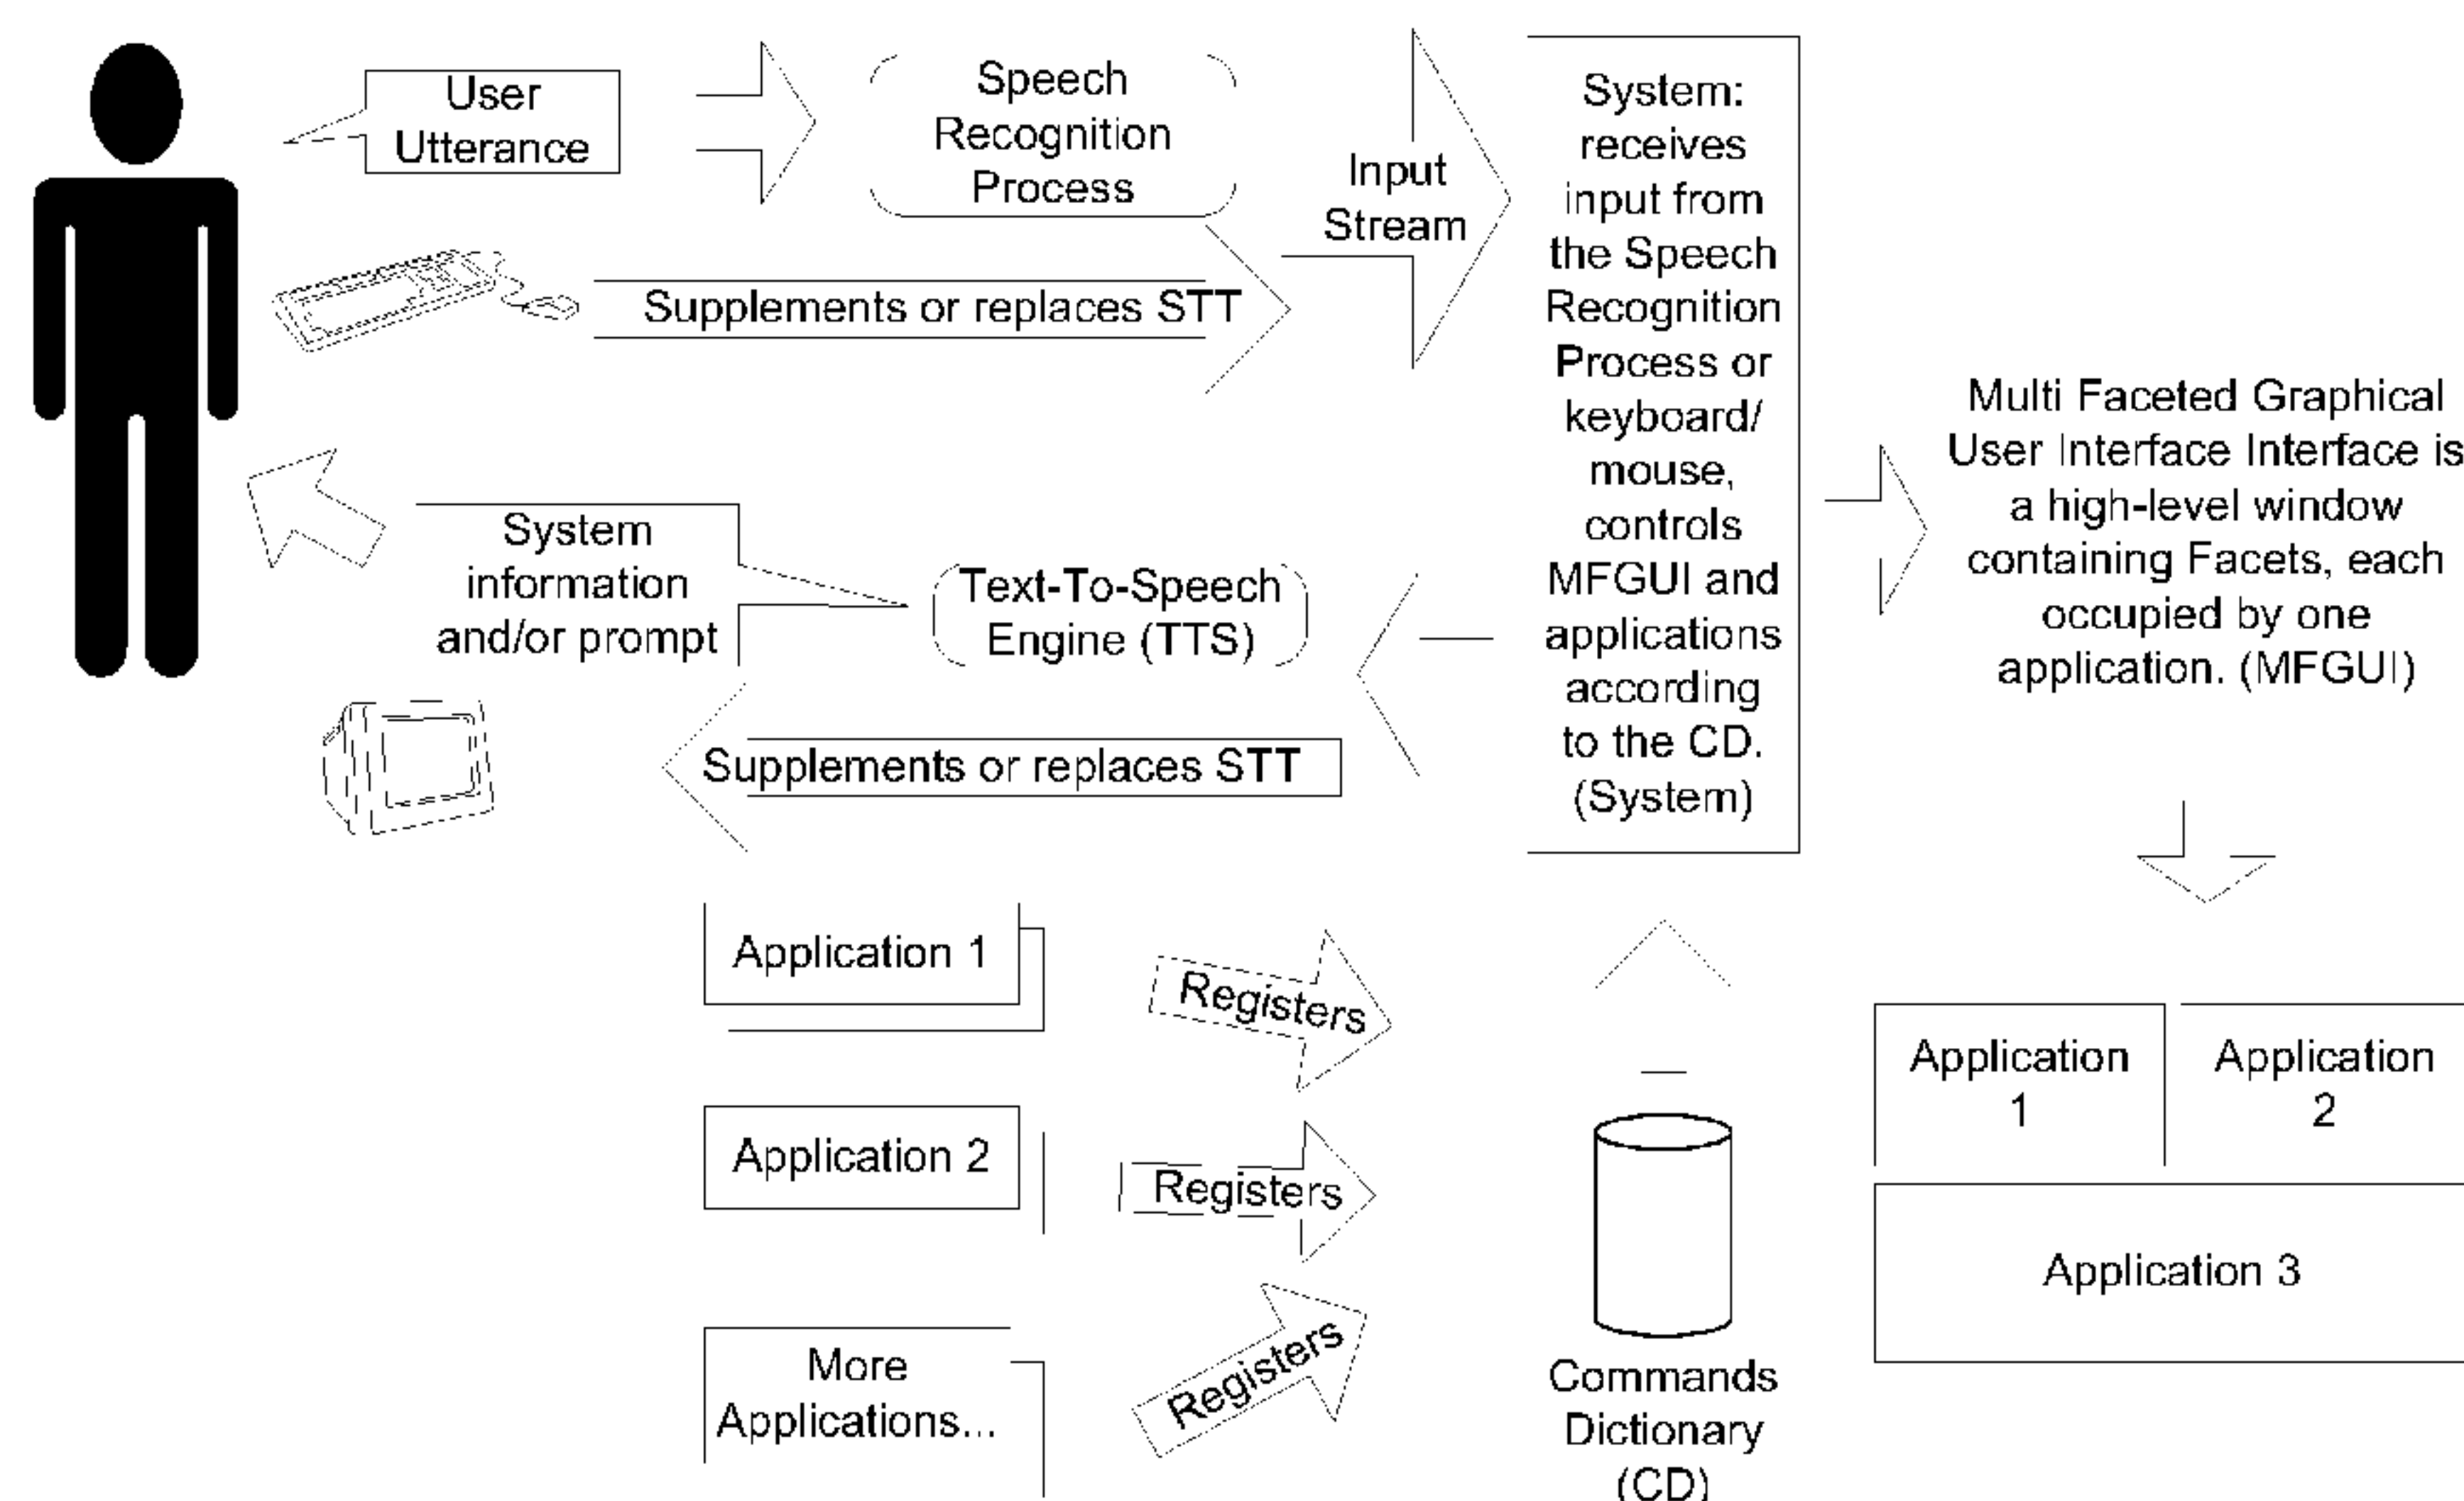 User
Utterance
Speech
Recognition
Process
Input
Stream
Supplements or replaces STT
System:
receives
input from
the Speech
Recognition
Process or
keyboard/
mouse,
controls
MFGUI and
applications
according
to the CD.
(System)
Multi Faceted Graphical
User Interface Interface is
a high-level window
containing Facets, each
occupied by one
application. (MFGUI)
System
information
and/or prompt
Text-To-Speech
Engine (TTS)
Supplements or replaces STT
Application 1
Registers
Application 2
Registers
More
Applications...
Registers
Commands
Dictionary
(CD)
Application
1
Application
2
Application 3